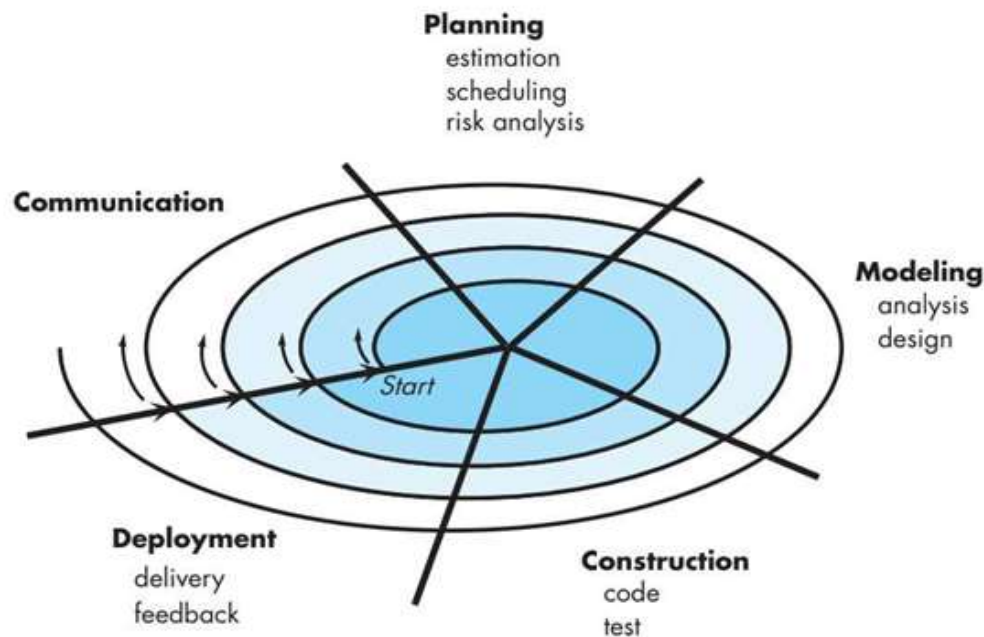 Planning
estimation
scheduling
risk analysis
Communication
Modeling
analysis
design
Start
Deployment
delivery
feedback
Construction
code
test